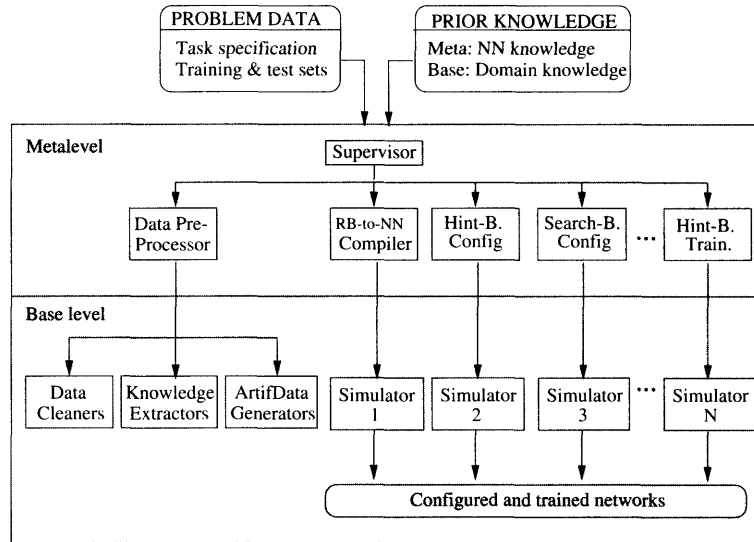 PROBLEM DATA
Task specification
Training & test sets
PRIOR KNOWLEDGE
Meta: NN knowledge
Base: Domain knowledge
Metalevel
Supervisor
Data Pre-
Processor
RB-to-NN
Compiler
Hint-B.
Config
Search-B.
Config
...
Hint-B.
Train.
Base level
Data
Cleaners
Knowledge
Extractors
ArtifData
Generators
Simulator
1
Simulator
2
Simulator
3
...
Simulator
N
Configured and trained networks